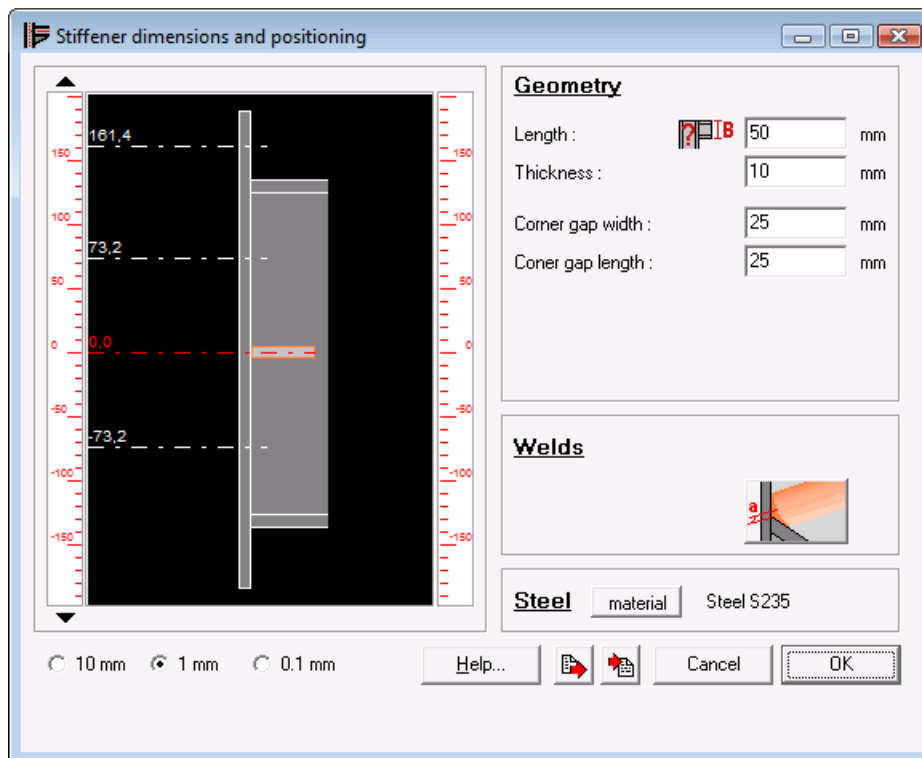 Stiffener dimensions and positioning
161,4
73,2
0,0
-73,2
150
100
50
0
-50
-100
-150
150
100
50
0
-50
-100
-150
Geometry
Length : ? B 50 mm
Thickness : 10 mm
Corner gap width : 25 mm
Coner gap length : 25 mm
Welds
a
Steel material Steel S235
10 mm 1 mm 0.1 mm
Help... Cancel OK